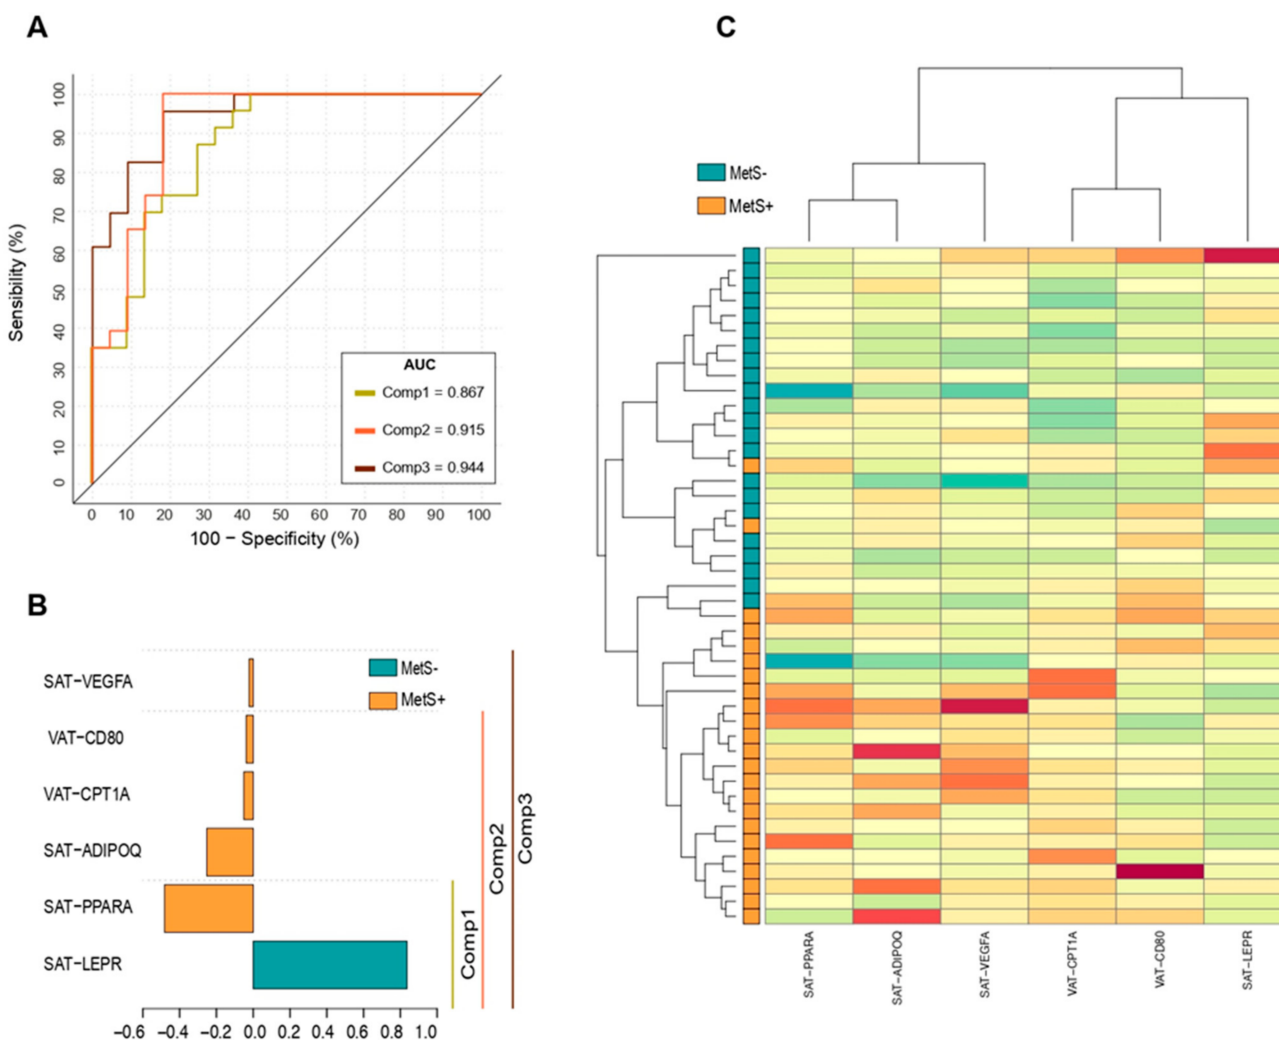 A
100
90
80
70
60
50
40
30
20
10
0
Sensibility (%)
AUC
Comp1 = 0.867
Comp2 = 0.915
Comp3 = 0.944
0 10 20 30 40 50 60 70 80 90 100
100 − Specificity (%)
B
MetS-
MetS+
SAT−VEGFA
VAT−CD80
VAT−CPT1A
SAT−ADIPOQ
SAT−PPARA
SAT−LEPR
Comp1
Comp2
Comp3
−0.6 −0.4 −0.2 0.0 0.2 0.4 0.6 0.8 1.0
C
MetS-
MetS+
SAT−PPARA
SAT−ADIPOQ
SAT−VEGFA
VAT−CPT1A
VAT−CD80
SAT−LEPR